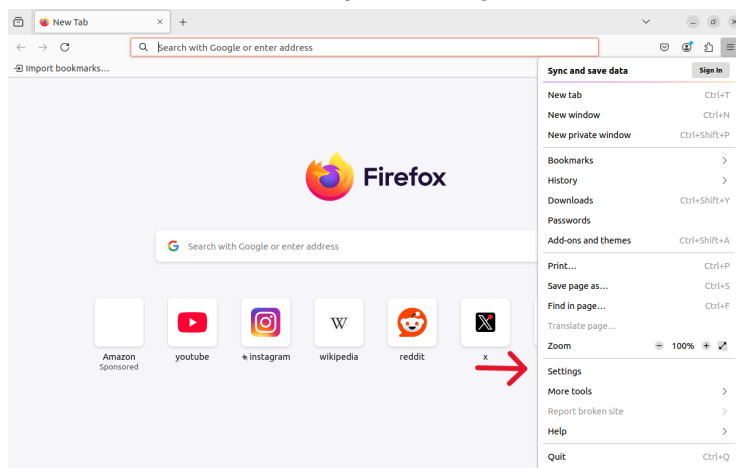 New Tab
Search with Google or enter address
Import bookmarks...
Sync and save data Sign In
New tab Ctrl+T
New window Ctrl+N
New private window Ctrl+Shift+P
Bookmarks
History
Downloads Ctrl+Shift+Y
Passwords
Add-ons and themes Ctrl+Shift+A
Print... Ctrl+P
Save page as... Ctrl+S
Find in page... Ctrl+F
Translate page...
Zoom 100%
Settings
More tools
Report broken site
Help
Quit Ctrl+Q
Firefox
Search with Google or enter address
W
X
Amazon
Sponsored
youtube
instagram
wikipedia
reddit
x